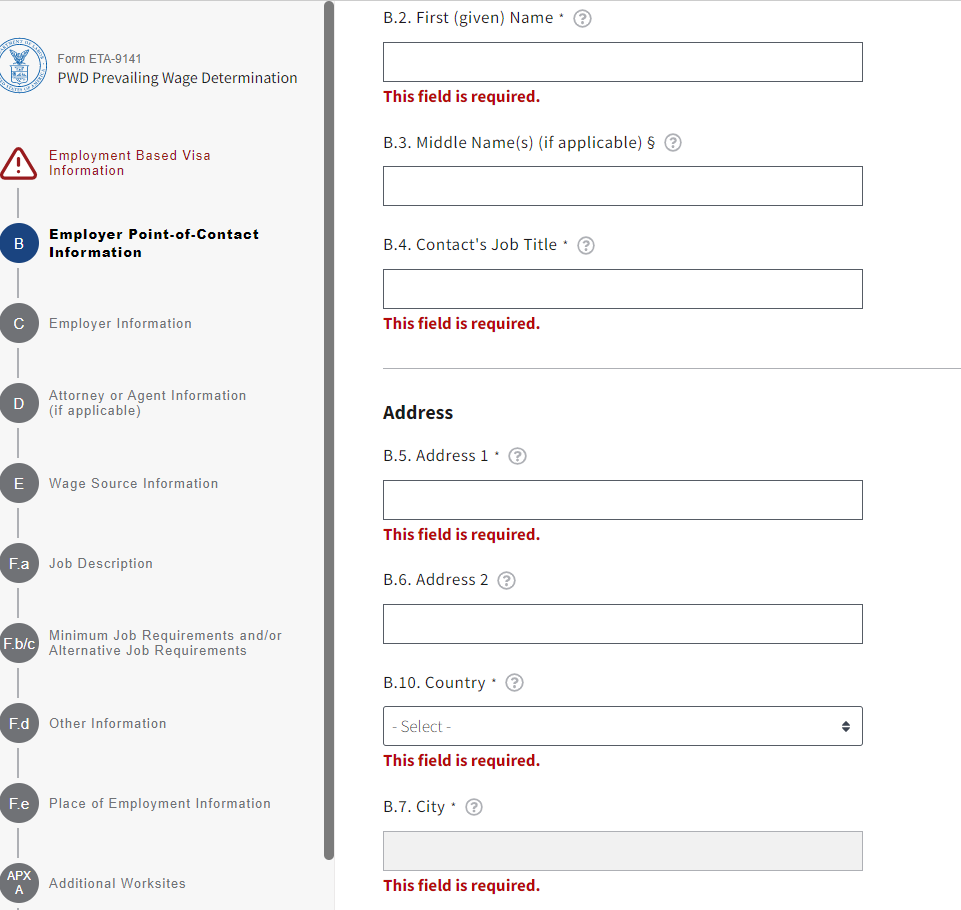 Form ETA-9141
PWD Prevailing Wage Determination
Employment Based Visa
Information
B
Employer Point-of-Contact
Information
C
Employer Information
D
Attorney or Agent Information
(if applicable)
E
Wage Source Information
F.a
Job Description
F.b/c
Minimum Job Requirements and/or
Alternative Job Requirements
F.d
Other Information
F.e
Place of Employment Information
APX
A
Additional Worksites
B.2. First (given) Name * ?
This field is required.
B.3. Middle Name(s) (if applicable) § ?
B.4. Contact's Job Title * ?
This field is required.
Address
B.5. Address 1 * ?
This field is required.
B.6. Address 2 ?
B.10. Country * ?
- Select -
This field is required.
B.7. City * ?
This field is required.